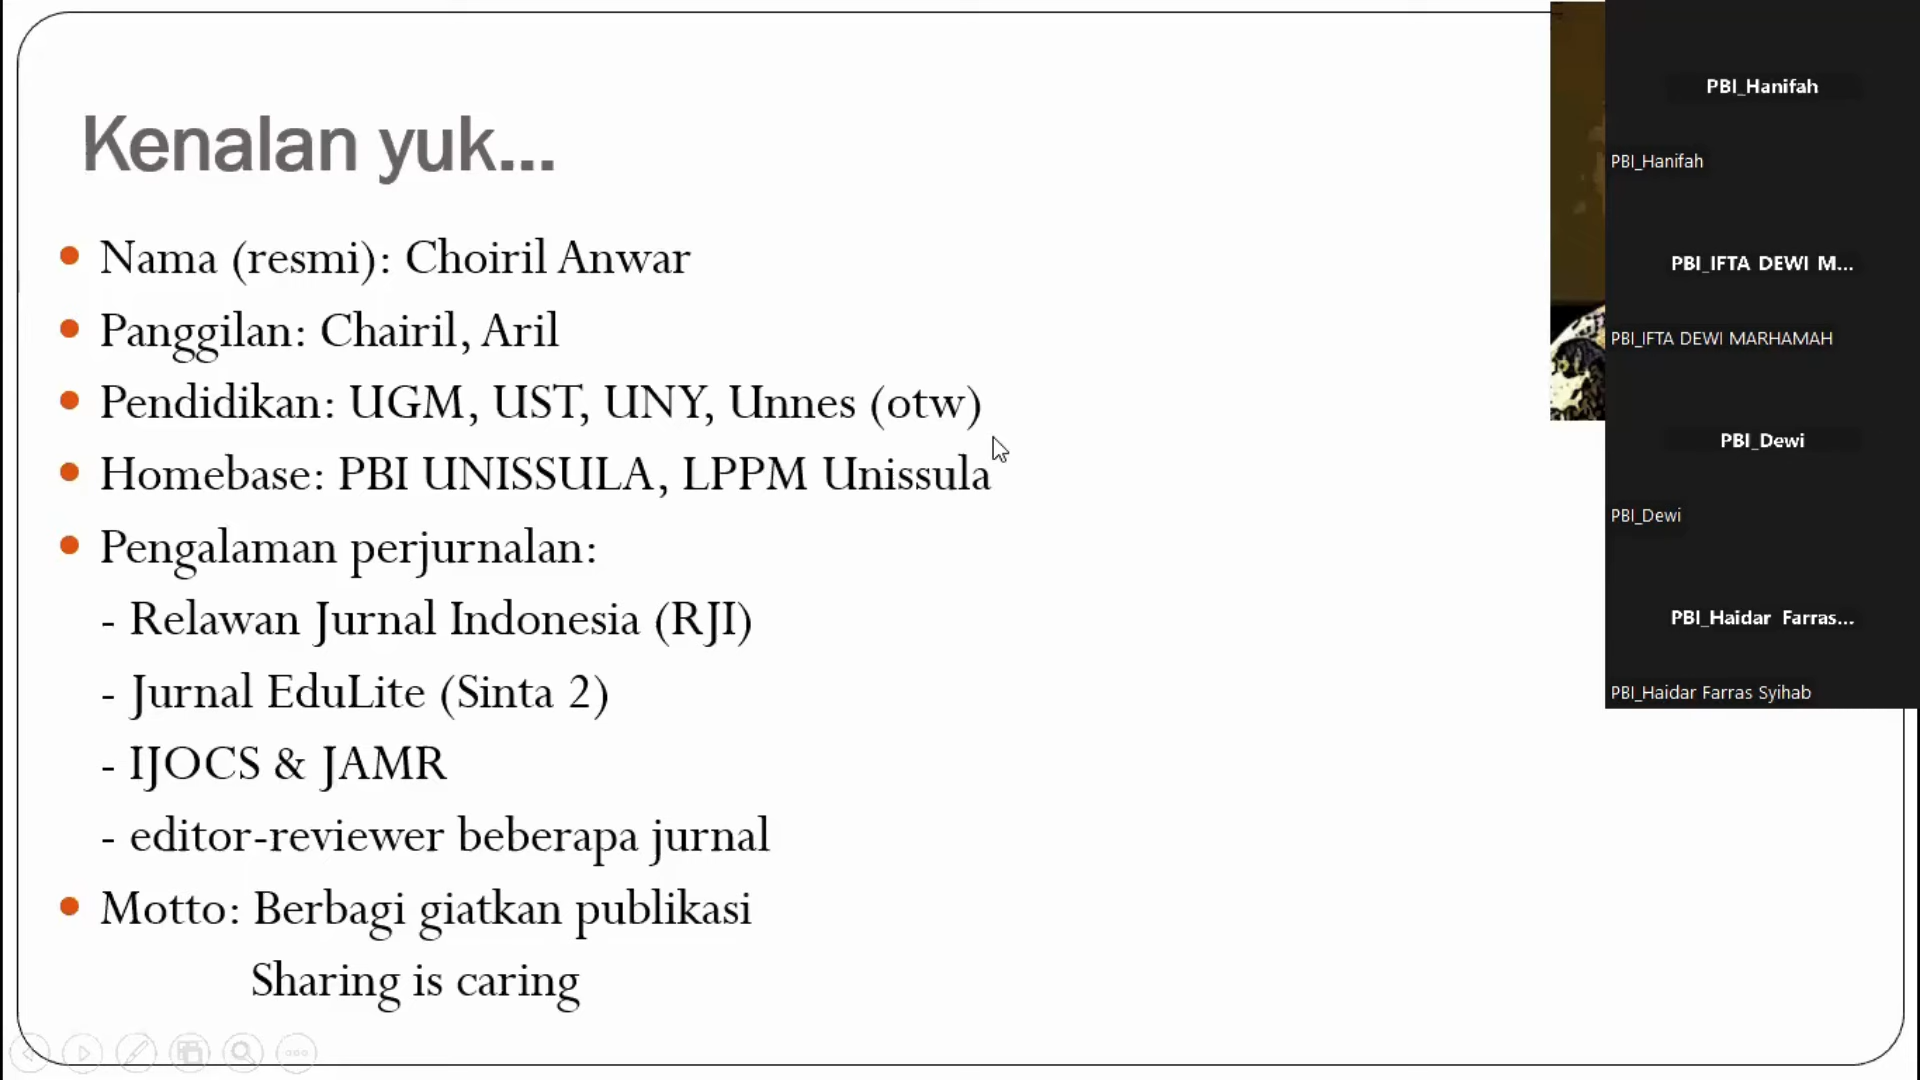 Kenalan yuk...
• Nama (resmi): Choiril Anwar
• Panggilan: Chairil, Aril
• Pendidikan: UGM, UST, UNY, Unnes (otw)
• Homebase: PBI UNISSULA, LPPM Unissula
• Pengalaman perjurnalan:
- Relawan Jurnal Indonesia (RJI)
- Jurnal EduLite (Sinta 2)
- IJOCS & JAMR
- editor-reviewer beberapa jurnal
• Motto: Berbagi giatkan publikasi
Sharing is caring
PBI_Hanifah
PBI_Hanifah
PBI_IFTA DEWI M...
PBI_IFTA DEWI MARHAMAH
PBI_Dewi
PBI_Dewi
PBI_Haidar Farras...
PBI_Haidar Farras Syihab